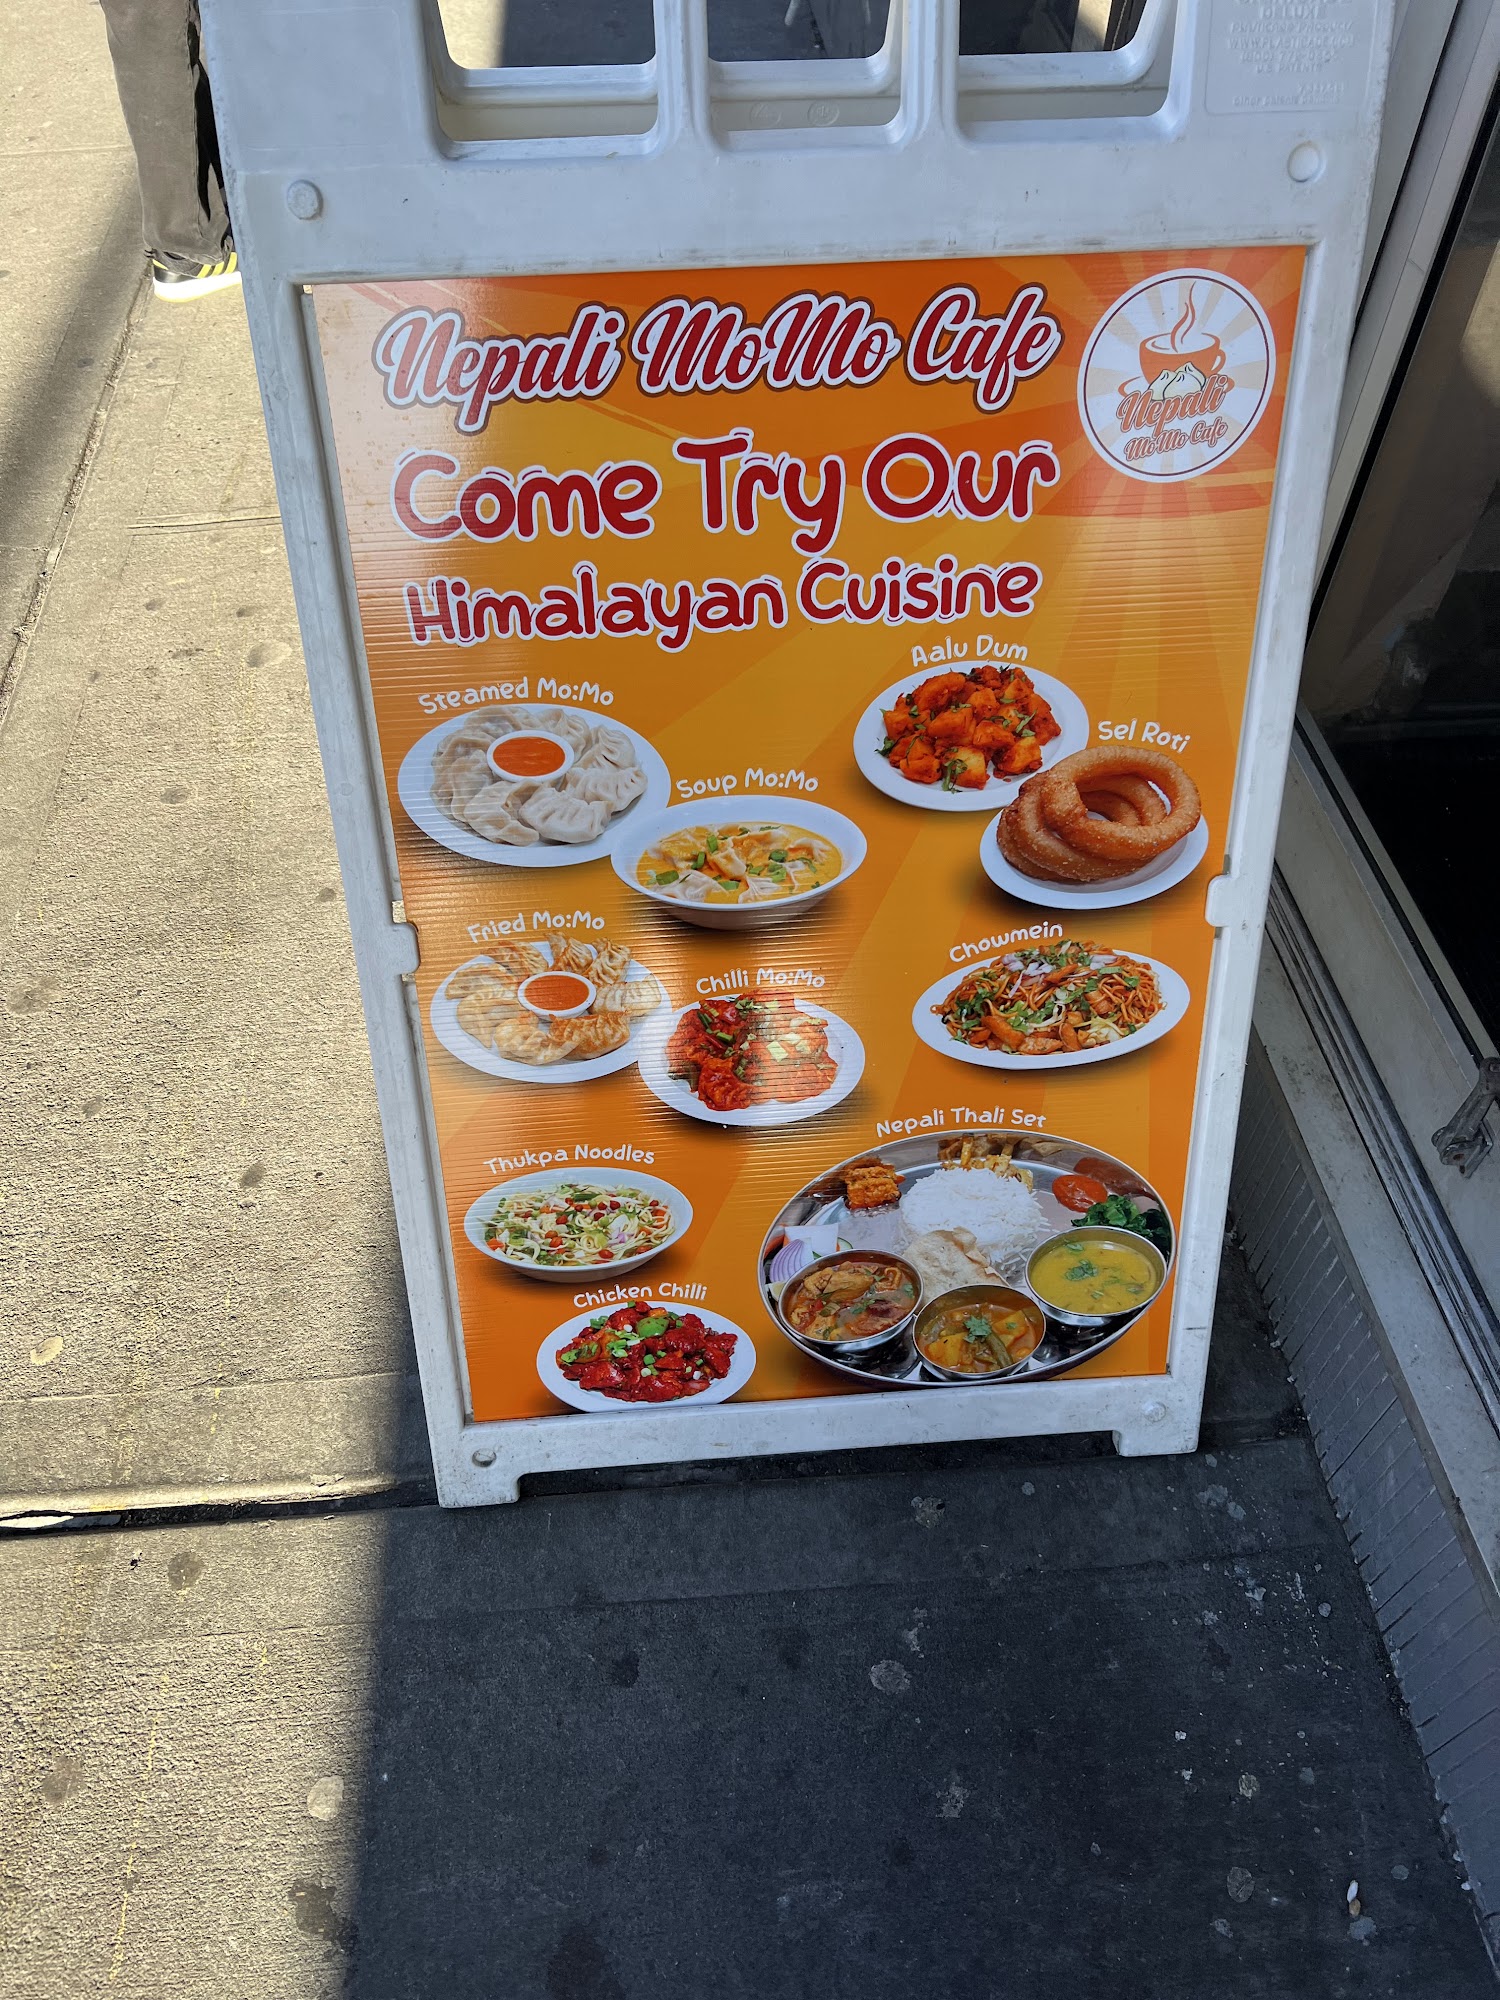 Nepali MoMo Cafe
Nepali
MoMo Cafe
Come Try Our
Himalayan Cuisine
Aalu Dum
Steamed Mo:Mo
Sel Roti
Soup Mo:Mo
Fried Mo:Mo
Chowmein
Chilli Mo:Mo
Nepali Thali Set
Thukpa Noodles
Chicken Chilli